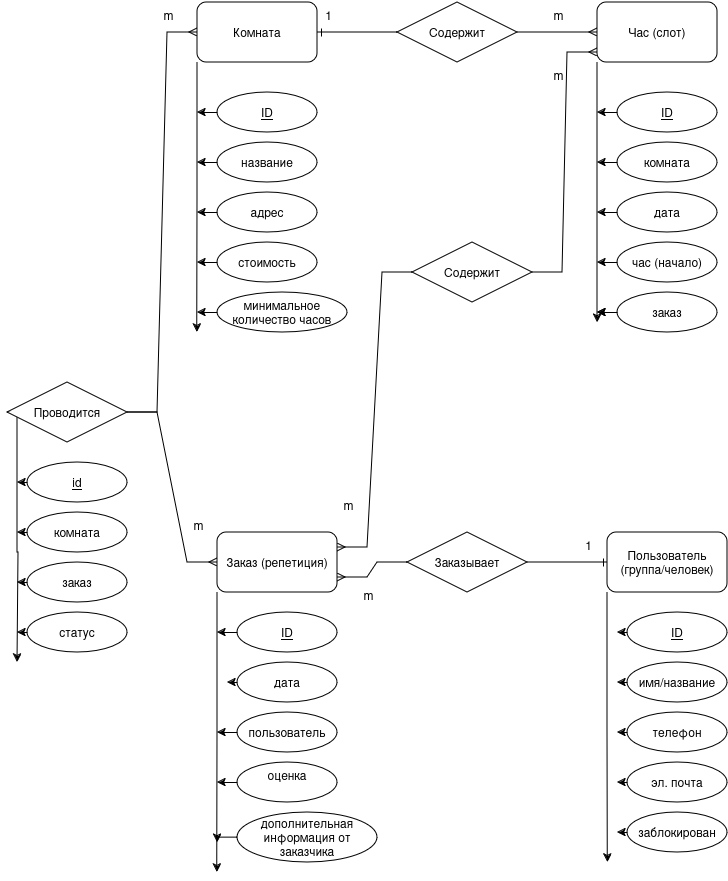 m
1
m
Комната
Содержит
Час (слот)
m
ID
название
адрес
стоимость
минимальное
количество часов
ID
комната
дата
час (начало)
заказ
Содержит
Проводится
id
комната
заказ
статус
m
m
Заказ (репетиция)
Заказывает
1
m
Пользователь
(группа/человек)
ID
дата
пользователь
оценка
дополнительная
информация от
заказчика
ID
имя/название
телефон
эл. почта
заблокирован